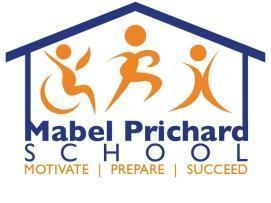 Mabel Prichard
SCHOOL
MOTIVATE | PREPARE | SUCCEED